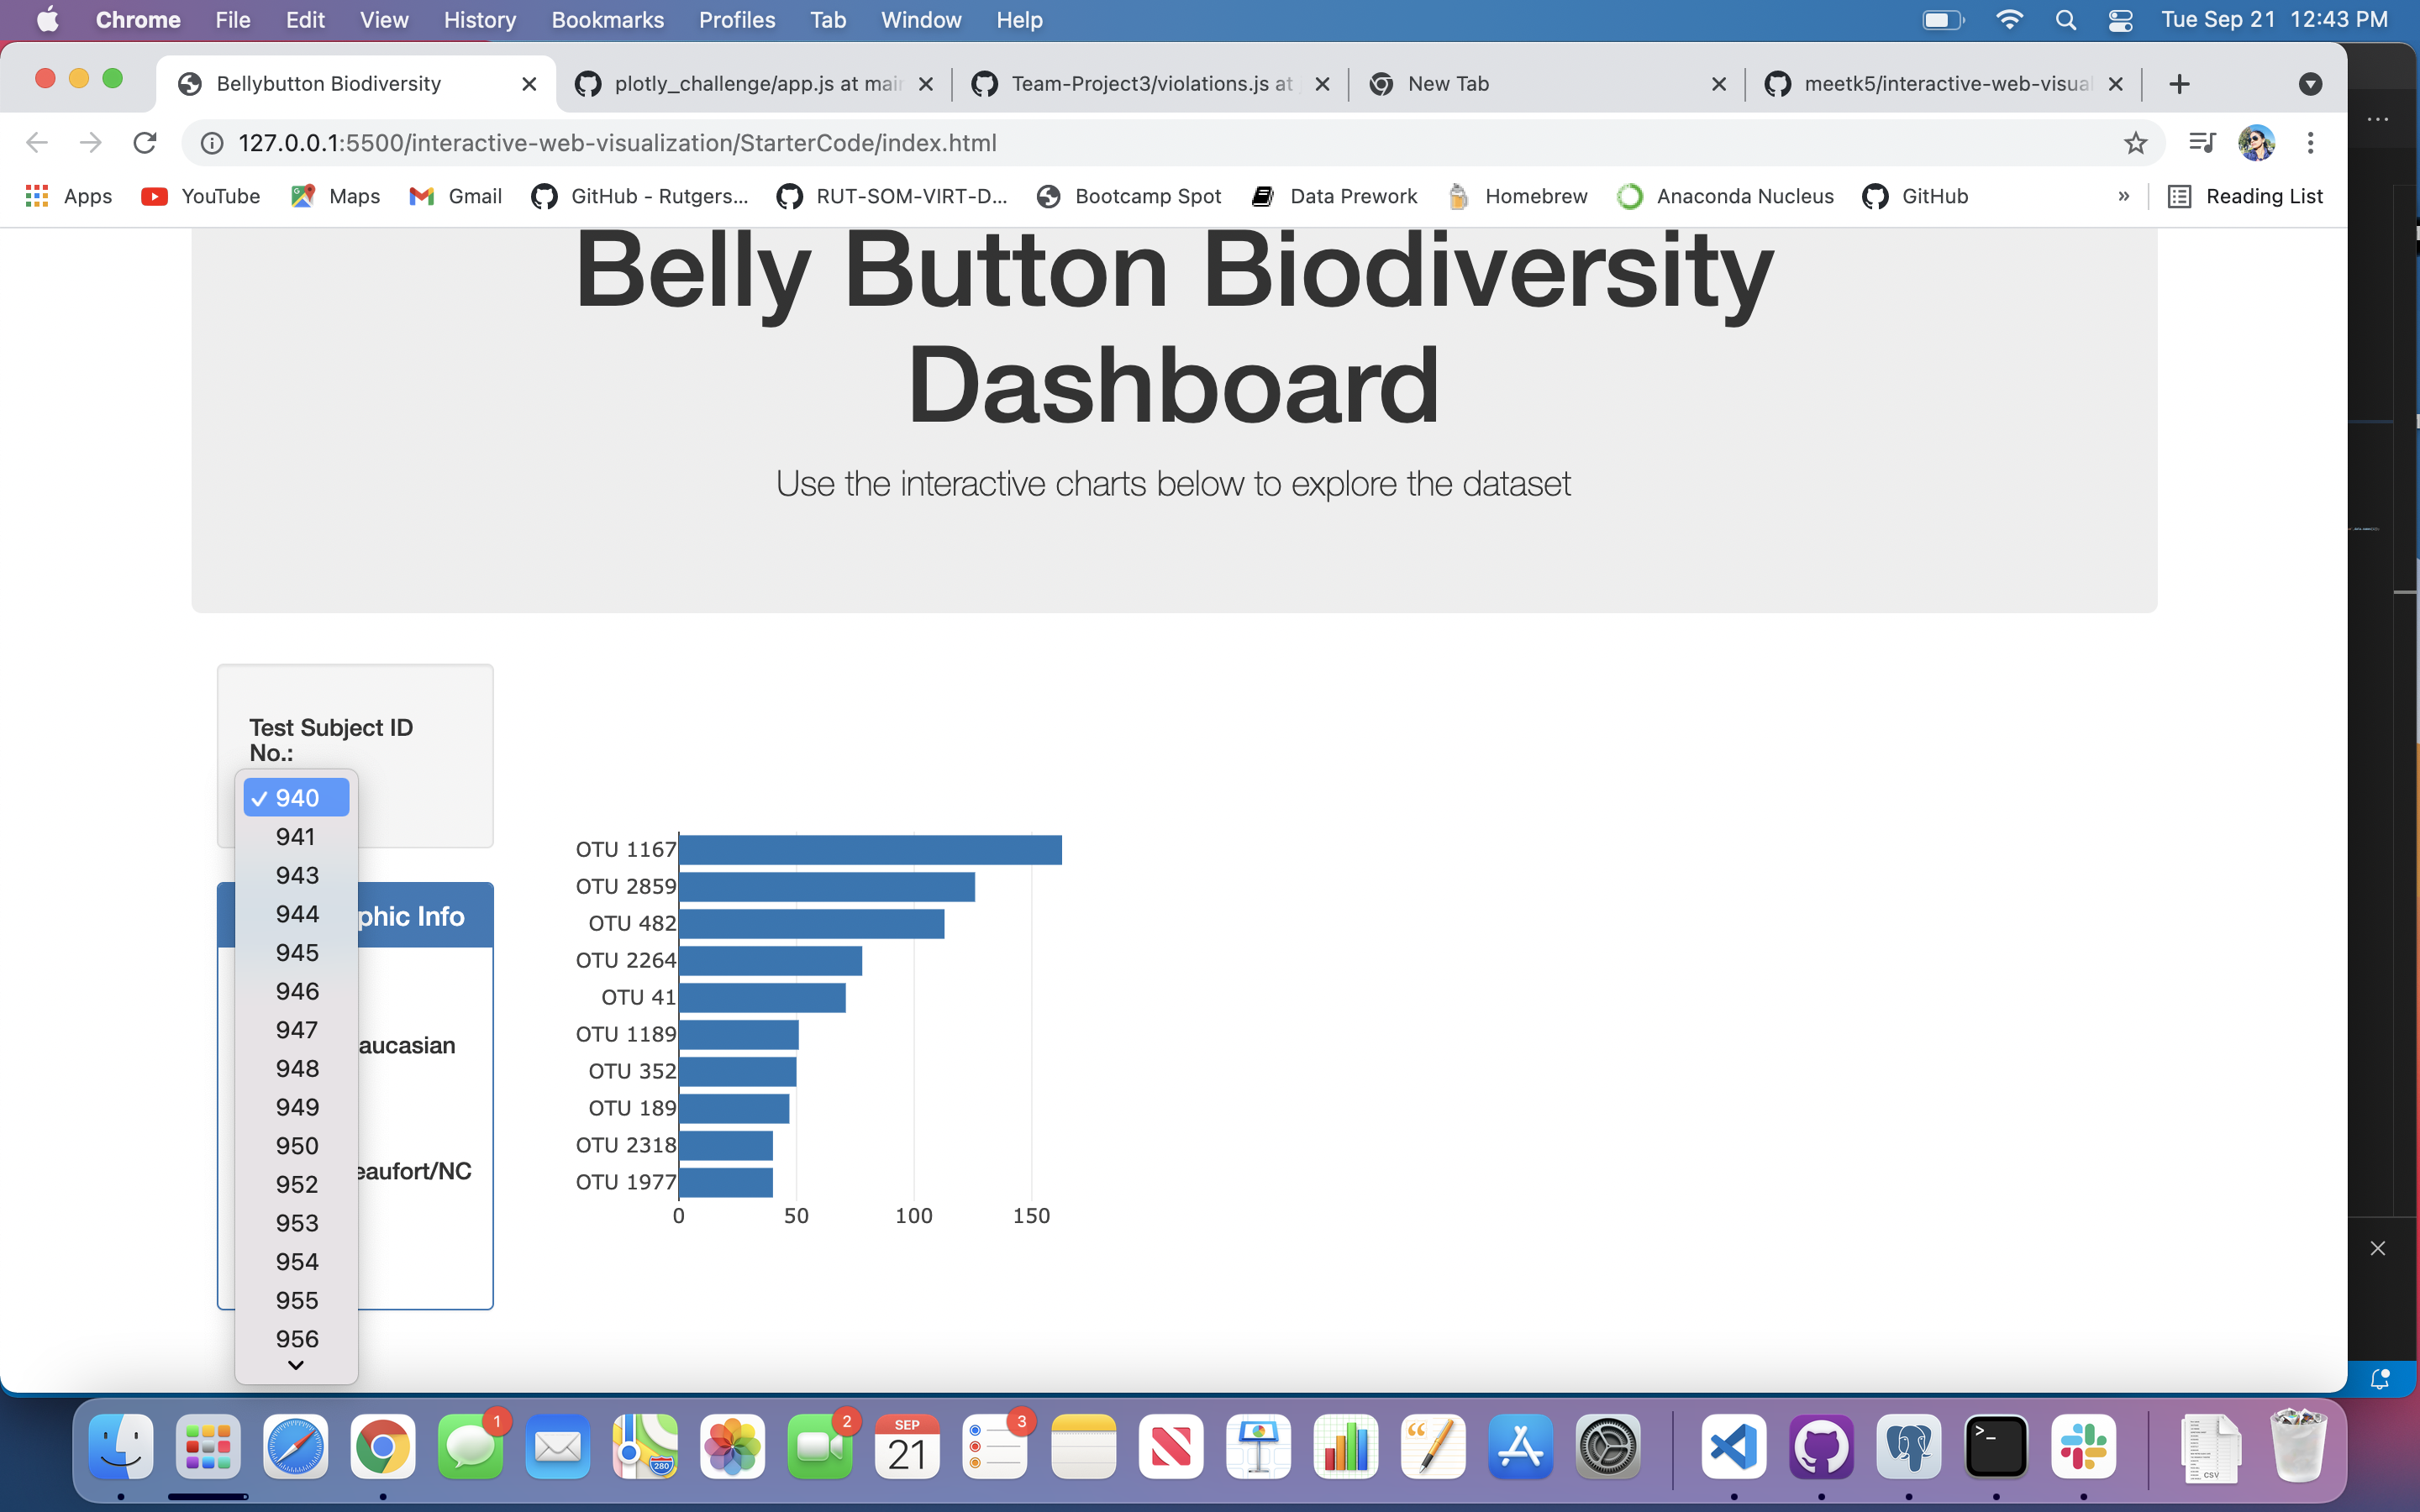 Chrome File Edit View History Bookmarks Profiles Tab Window Help Tue Sep 21 12:43 PM
Bellybutton Biodiversity plotly_challenge/app.js at main Team-Project3/violations.js at New Tab meetk5/interactive-web-visual
127.0.0.1:5500/interactive-web-visualization/StarterCode/index.html
Apps YouTube Maps Gmail GitHub - Rutgers... RUT-SOM-VIRT-D... Bootcamp Spot Data Prework Homebrew Anaconda Nucleus GitHub » Reading List
Belly Button Biodiversity
Dashboard
Use the interactive charts below to explore the dataset
Test Subject ID
No.:
✓ 940
941
943
944
945
946
947
948
949
950
952
953
954
955
956
phic Info
aucasian
eaufort/NC
OTU 1167
OTU 2859
OTU 482
OTU 2264
OTU 41
OTU 1189
OTU 352
OTU 189
OTU 2318
OTU 1977
0 50 100 150
1
280
2
SEP
21
3
>_
CSV